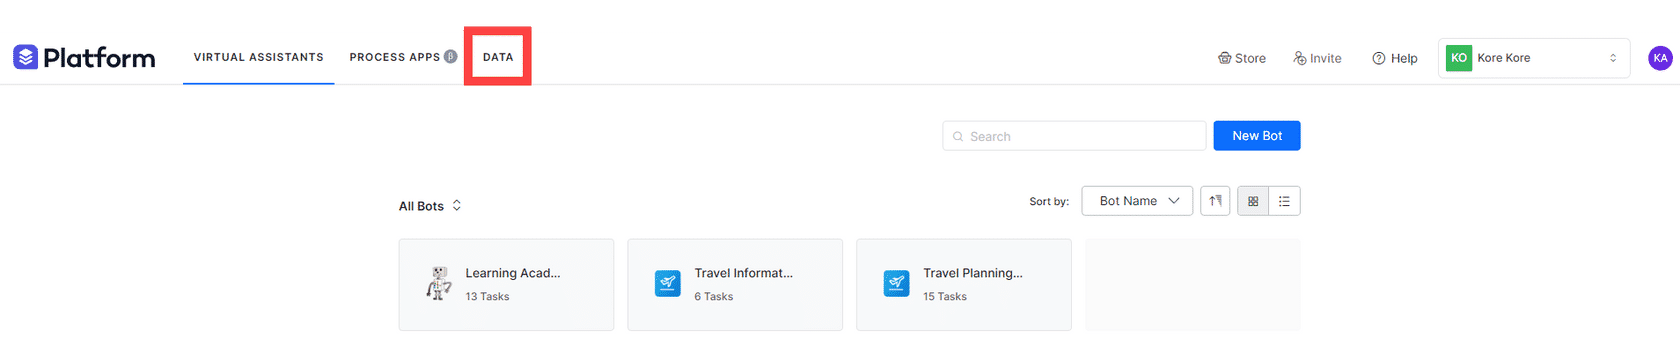 Platform VIRTUAL ASSISTANTS PROCESS APPS β DATA Store Invite Help KO Kore Kore KA
Search New Bot
All Bots Sort by: Bot Name
Learning Acad... Travel Informat... Travel Planning...
13 Tasks 6 Tasks 15 Tasks